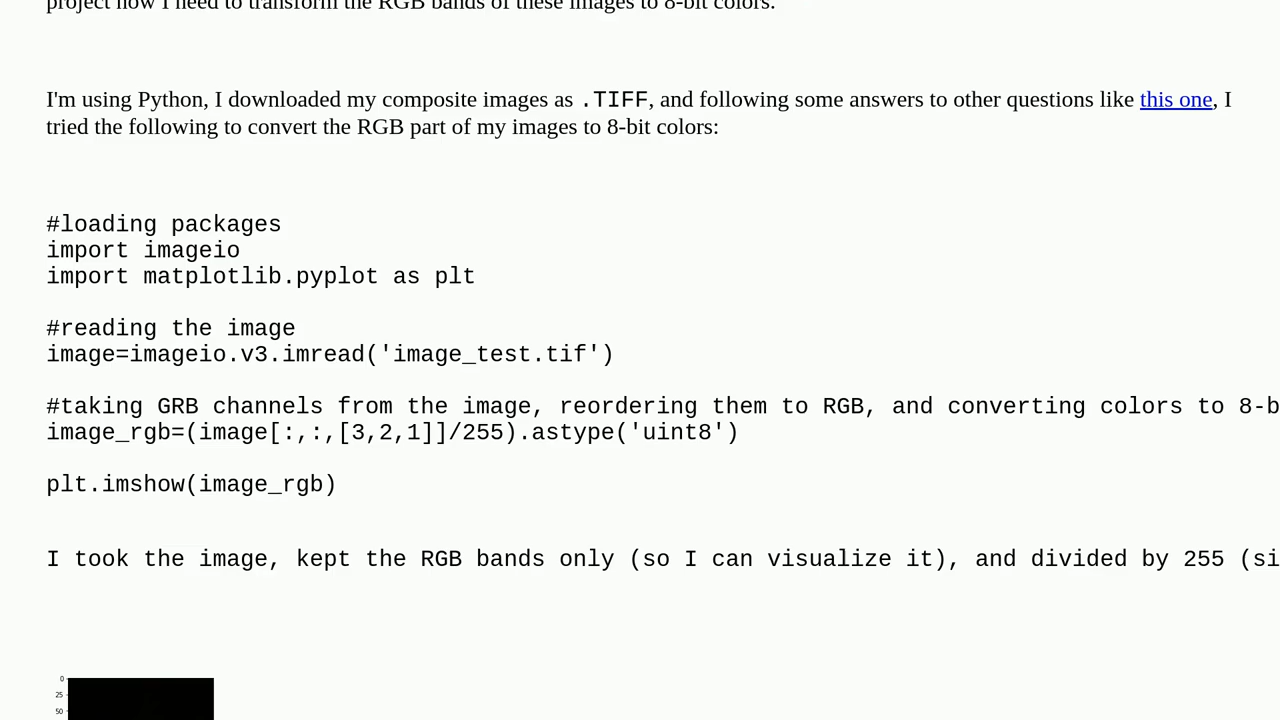 project now I need to transform the RGB bands of these images to 8-bit colors.
I'm using Python, I downloaded my composite images as .TIFF, and following some answers to other questions like this one, I
tried the following to convert the RGB part of my images to 8-bit colors:
#loading packages
import imageio
import matplotlib.pyplot as plt
#reading the image
image=imageio.v3.imread('image_test.tif')
#taking GRB channels from the image, reordering them to RGB, and converting colors to 8-b
image_rgb=(image[:,:,[3,2,1]]/255).astype('uint8')
plt.imshow(image_rgb)
I took the image, kept the RGB bands only (so I can visualize it), and divided by 255 (si
0
25
50